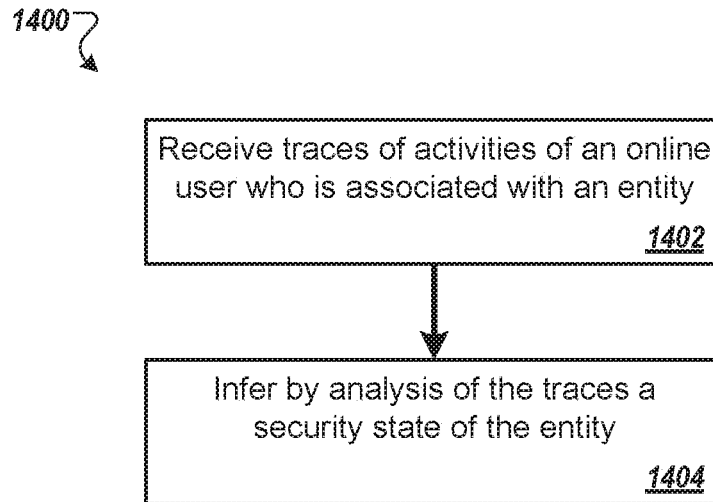 1400
Receive traces of activities of an online
user who is associated with an entity
1402
Infer by analysis of the traces a
security state of the entity
1404